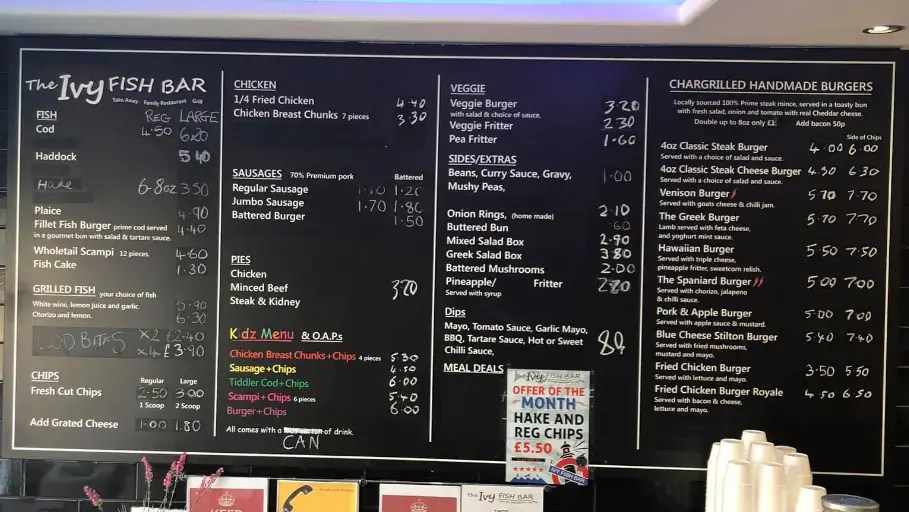 The Ivy FISH BAR
Take Away Family Restaurant Grill
FISH REG LARGE
Cod 4.50 6.20
Haddock 5 40
Hake 6-8oz 3 50
Plaice 4.90
Fillet Fish Burger prime cod served 4.40
in a gourmet bun with salad & tartare sauce.
Wholetail Scampi 12 pieces. 4.60
Fish Cake 1.30
GRILLED FISH your choice of fish
White wine, lemon juice and garlic. 5.90
Chorizo and lemon. 6.30
BITES x2 £2.40
x4 £3.90
CHIPS Regular Large
Fresh Cut Chips 2.50 3.00
1 Scoop 2 Scoop
Add Grated Cheese 1.00 1.80
CHICKEN
1/4 Fried Chicken 4.40
Chicken Breast Chunks 7 pieces 3.30
SAUSAGES 70% Premium pork Battered
Regular Sausage 1.20
Jumbo Sausage 1.70 1.80
Battered Burger 1.50
PIES
Chicken
Minced Beef 3.70
Steak & Kidney
Kidz Menu & O.A.Ps
Chicken Breast Chunks+Chips 4 pieces 5.30
Sausage+Chips 4.50
Tiddler Cod+Chips 6.00
Scampi+Chips 6 pieces 5.40
Burger+Chips 6.00
All comes with a of drink.
CAN
VEGGIE
Veggie Burger 3.20
with salad & choice of sauce.
Veggie Fritter 2.30
Pea Fritter 1.60
SIDES/EXTRAS
Beans, Curry Sauce, Gravy, 1.00
Mushy Peas,
Onion Rings, (home made) 2.10
Buttered Bun .60
Mixed Salad Box 2.90
Greek Salad Box 3.80
Battered Mushrooms 2.00
Pineapple/ Fritter
Served with syrup
Dips
Mayo, Tomato Sauce, Garlic Mayo,
BBQ, Tartare Sauce, Hot or Sweet 80
Chilli Sauce,
MEAL DEALS
The Ivy FISH BAR
OFFER OF THE
MONTH
HAKE AND
REG CHIPS
£5.50
IVY FISH BAR
CHARGRILLED HANDMADE BURGERS
Locally sourced 100% Prime steak mince, served in a toasty bun
with fresh salad, onion and tomato with real Cheddar cheese.
Double up to 8oz only £2 Add bacon 50p
Side of Chips
4oz Classic Steak Burger 4.00 6.00
Served with a choice of salad and sauce.
4oz Classic Steak Cheese Burger 4.30 6.30
Served with a choice of salad and sauce.
Venison Burger 5.70 7.70
Served with goats cheese & chilli jam.
The Greek Burger 5.70 7.70
Lamb served with feta cheese,
and yoghurt mint sauce.
Hawaiian Burger 5 50 7.50
Served with triple cheese,
pineapple fritter, sweetcorn relish.
The Spaniard Burger 5.00 7.00
Served with chorizo, jalapeno
& chilli sauce.
Pork & Apple Burger 5.00 7.00
Served with apple sauce & mustard.
Blue Cheese Stilton Burger 5.40 7.40
Served with fried mushrooms,
mustard and mayo.
Fried Chicken Burger 3.50 5 50
Served with lettuce and mayo.
Fried Chicken Burger Royale 4.50 6.50
Served with bacon & cheese,
lettuce and mayo.
KEEP
KEEP
The Ivy FISH BAR